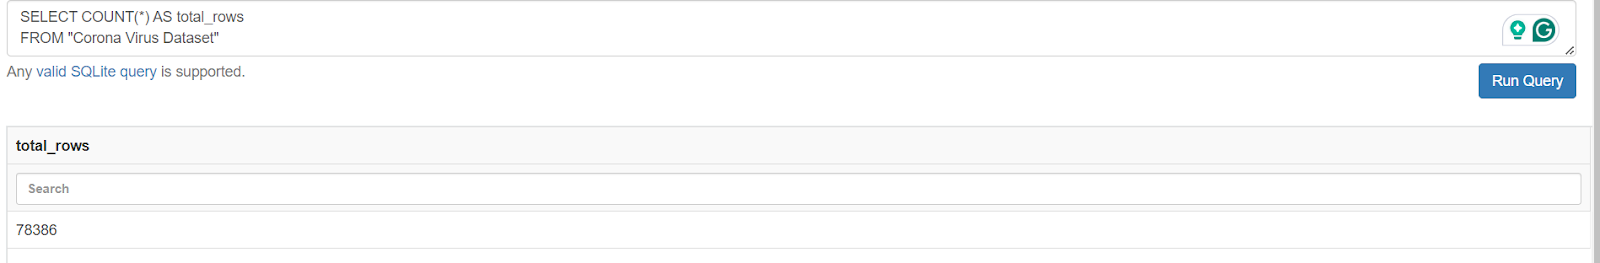 SELECT COUNT(*) AS total_rows
FROM "Corona Virus Dataset"
Any valid SQLite query is supported.
Run Query
total_rows
Search
78386